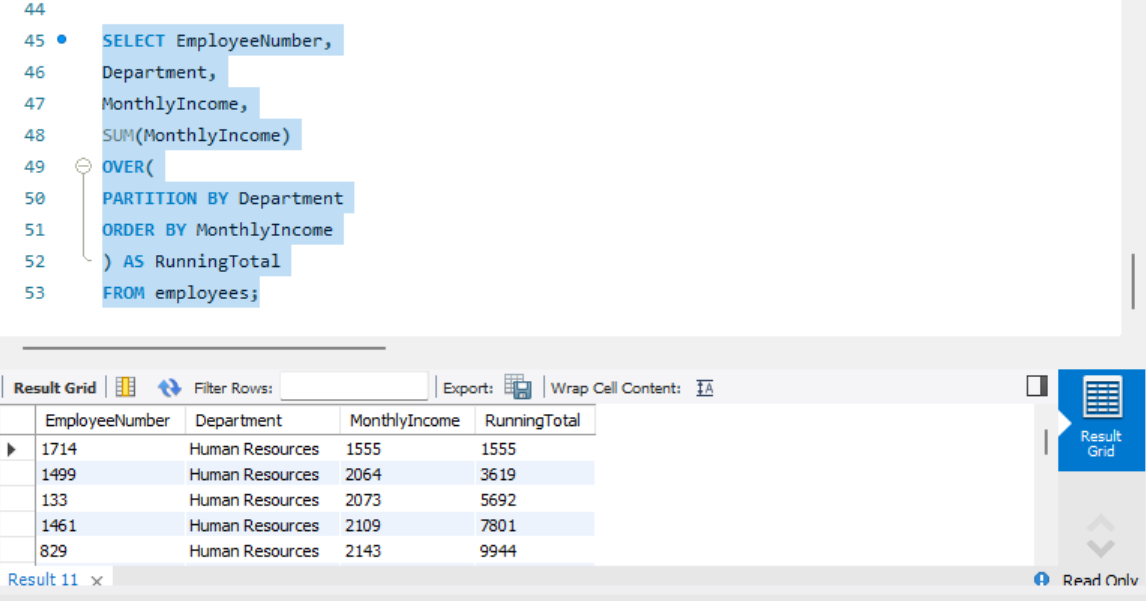 44
45 SELECT EmployeeNumber,
46 Department,
47 MonthlyIncome,
48 SUM(MonthlyIncome)
49 OVER(
50 PARTITION BY Department
51 ORDER BY MonthlyIncome
52 ) AS RunningTotal
53 FROM employees;
Result Grid Filter Rows: Export: Wrap Cell Content:
EmployeeNumber Department MonthlyIncome RunningTotal
1714 Human Resources 1555 1555
1499 Human Resources 2064 3619
133 Human Resources 2073 5692
1461 Human Resources 2109 7801
829 Human Resources 2143 9944
Result
Grid
Result 11 Read Only